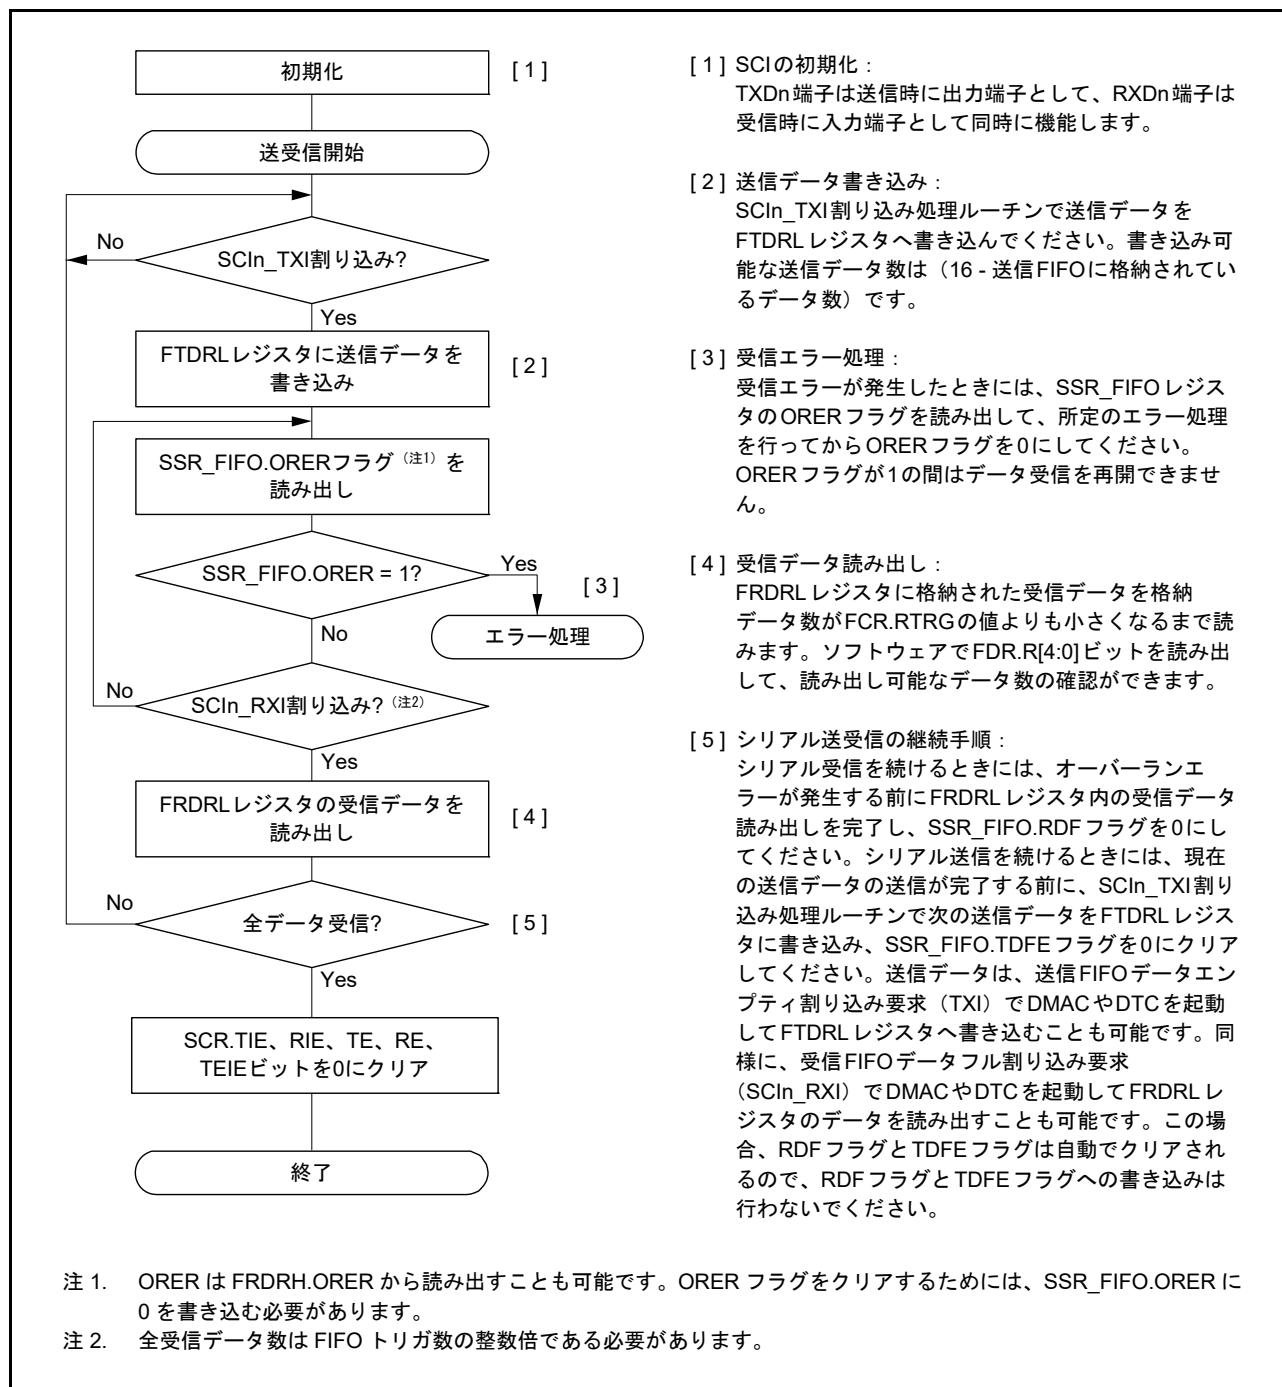 初期化
[ 1 ]
送受信開始
No
SCIn_TXI割り込み?
Yes
FTDRLレジスタに送信データを
書き込み
[ 2 ]
SSR_FIFO.ORERフラグ（注1）を
読み出し
SSR_FIFO.ORER = 1?
Yes
[ 3 ]
エラー処理
No
No
SCIn_RXI割り込み?（注2）
Yes
FRDRLレジスタの受信データを
読み出し
[ 4 ]
No
全データ受信?
[ 5 ]
Yes
SCR.TIE、RIE、TE、RE、
TEIEビットを0にクリア
終了
[ 1 ] SCIの初期化：
TXDn端子は送信時に出力端子として、RXDn端子は
受信時に入力端子として同時に機能します。
[ 2 ] 送信データ書き込み：
SCIn_TXI割り込み処理ルーチンで送信データを
FTDRLレジスタへ書き込んでください。書き込み可
能な送信データ数は（16 - 送信FIFOに格納されてい
るデータ数）です。
[ 3 ] 受信エラー処理：
受信エラーが発生したときには、SSR_FIFOレジス
タのORERフラグを読み出して、所定のエラー処理
を行ってからORERフラグを0にしてください。
ORERフラグが1の間はデータ受信を再開できませ
ん。
[ 4 ] 受信データ読み出し：
FRDRLレジスタに格納された受信データを格納
データ数がFCR.RTRGの値よりも小さくなるまで読
みます。ソフトウェアでFDR.R[4:0]ビットを読み出
して、読み出し可能なデータ数の確認ができます。
[ 5 ] シリアル送受信の継続手順：
シリアル受信を続けるときには、オーバーランエ
ラーが発生する前にFRDRLレジスタ内の受信データ
読み出しを完了し、SSR_FIFO.RDFフラグを0にし
てください。シリアル送信を続けるときには、現在
の送信データの送信が完了する前に、SCIn_TXI割り
込み処理ルーチンで次の送信データをFTDRLレジス
タに書き込み、SSR_FIFO.TDFEフラグを0にクリア
してください。送信データは、送信FIFOデータエン
プティ割り込み要求（TXI）でDMACやDTCを起動
してFTDRLレジスタへ書き込むことも可能です。同
様に、受信FIFOデータフル割り込み要求
（SCIn_RXI）でDMACやDTCを起動してFRDRLレ
ジスタのデータを読み出すことも可能です。この場
合、RDFフラグとTDFEフラグは自動でクリアされ
るので、RDFフラグとTDFEフラグへの書き込みは
行わないでください。
注 1. ORER は FRDRH.ORER から読み出すことも可能です。ORER フラグをクリアするためには、SSR_FIFO.ORER に
0 を書き込む必要があります。
注 2. 全受信データ数は FIFO トリガ数の整数倍である必要があります。